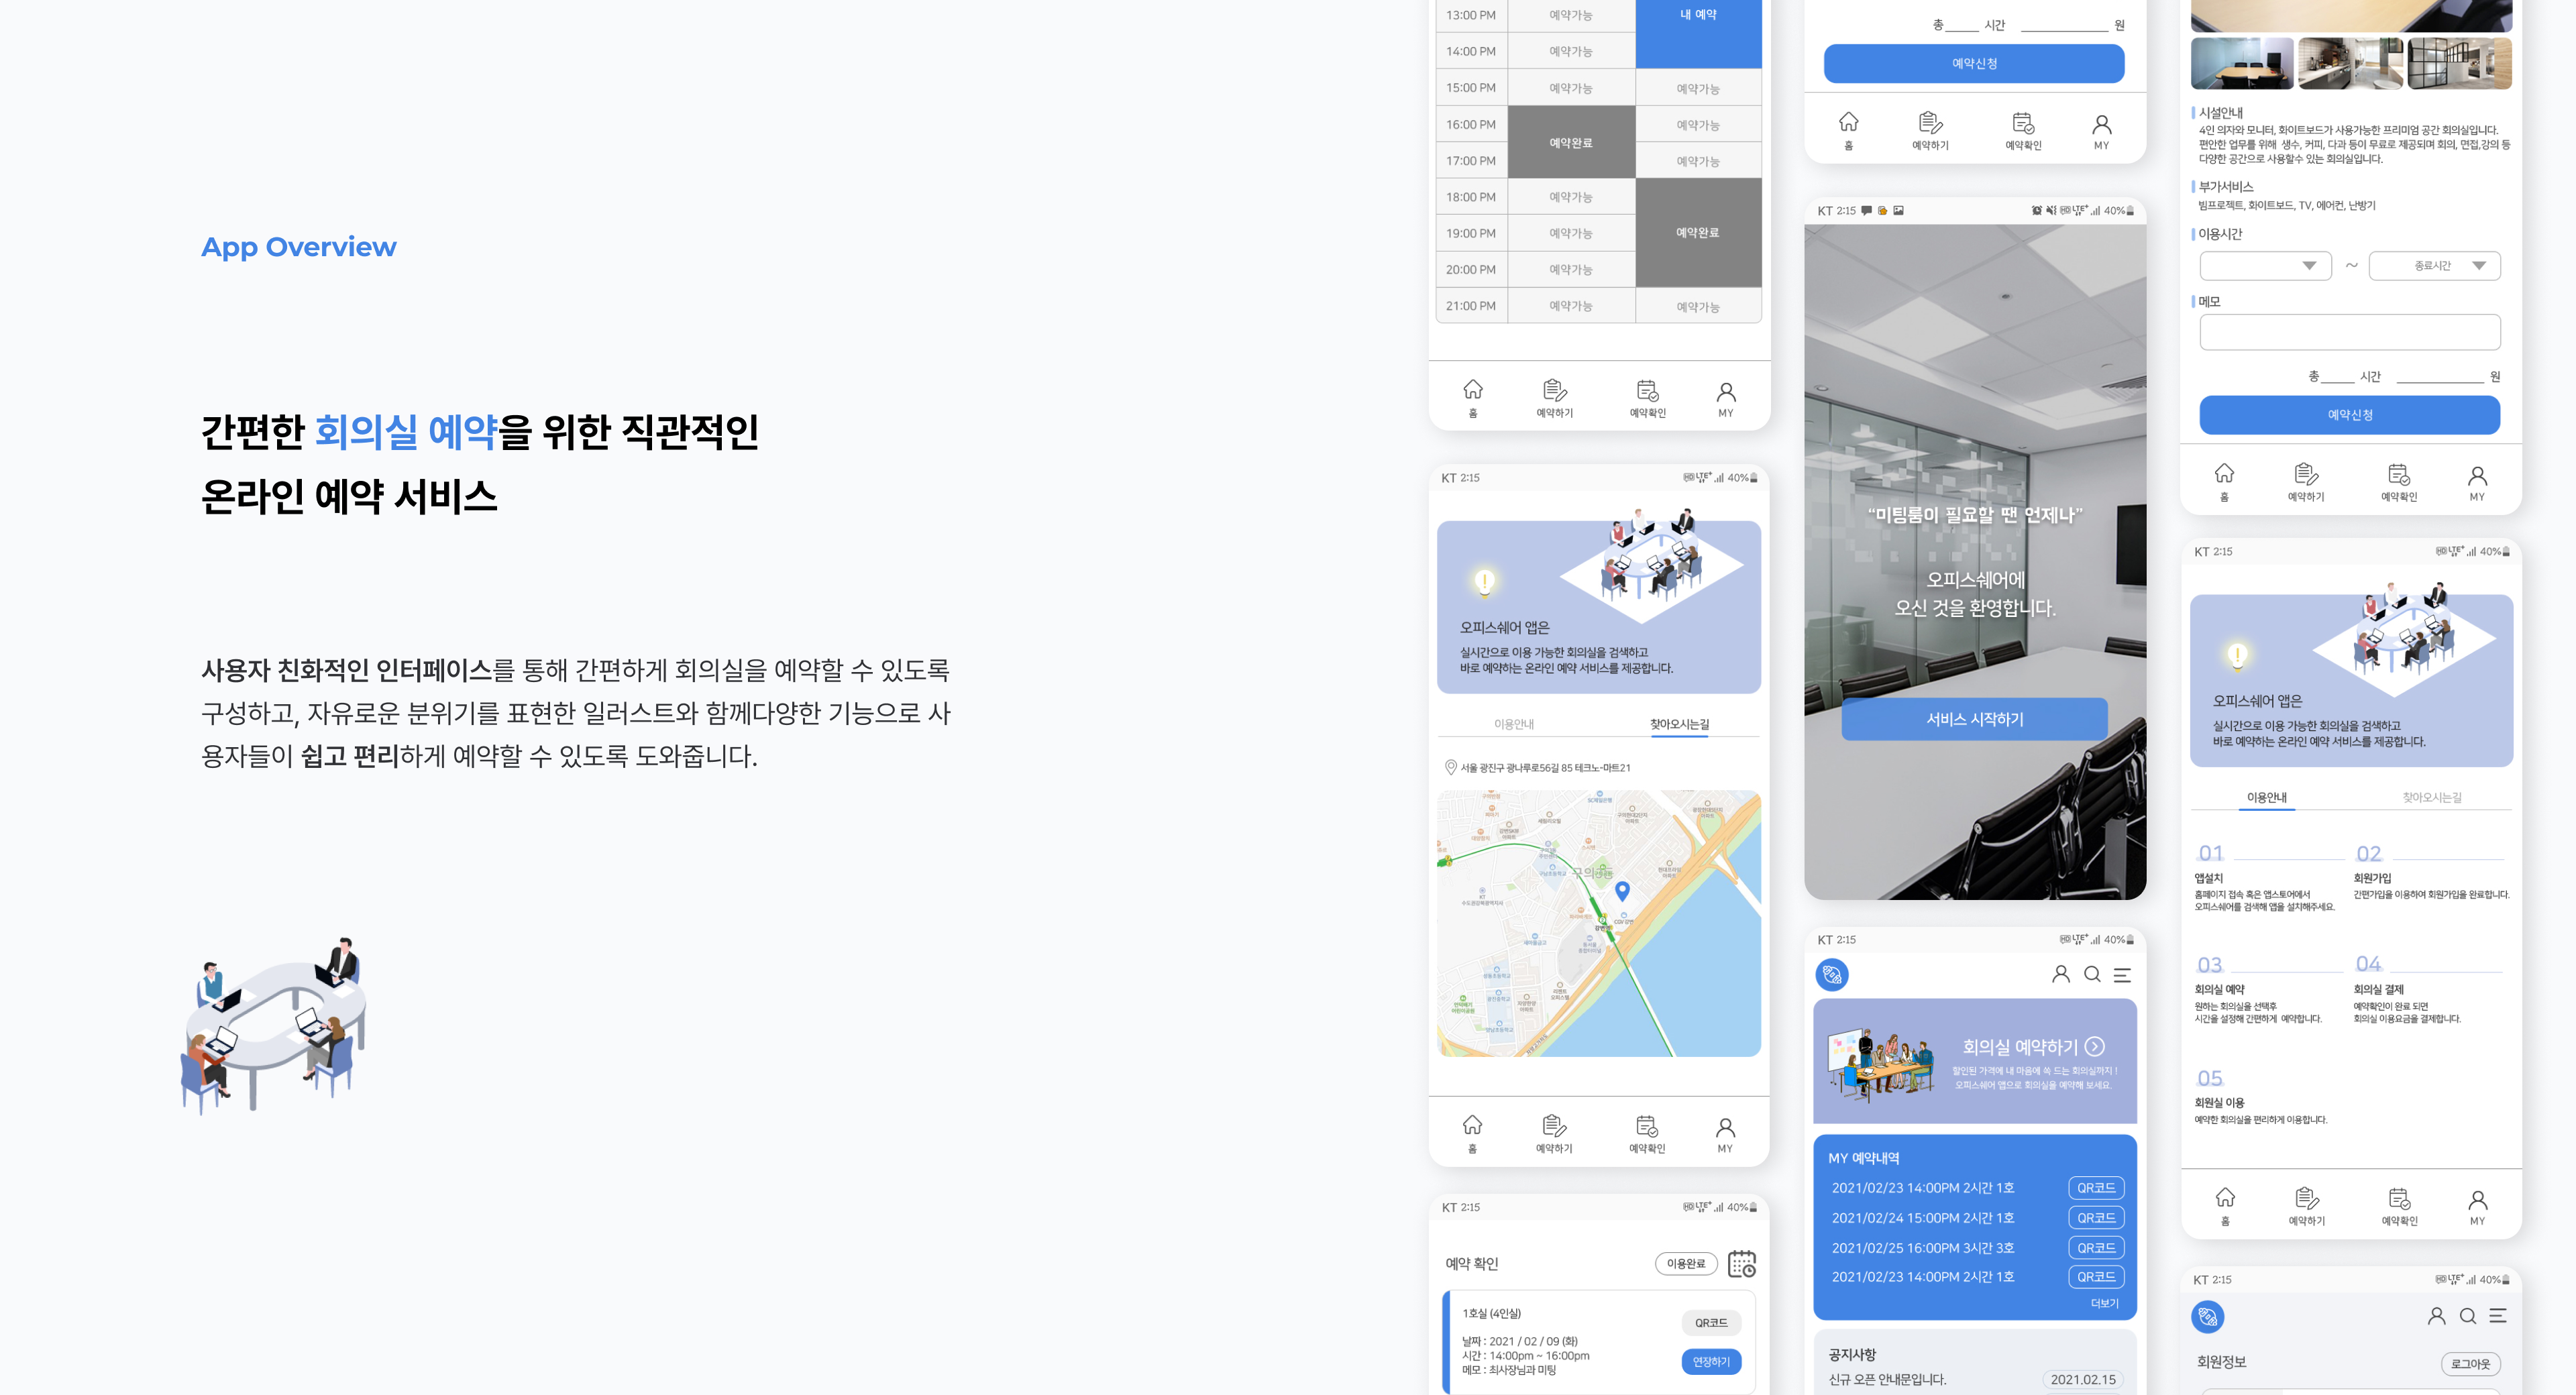 App Overview
간편한 회의실 예약을 위한 직관적인
온라인 예약 서비스
사용자 친화적인 인터페이스를 통해 간편하게 회의실을 예약할 수 있도록
구성하고, 자유로운 분위기를 표현한 일러스트와 함께다양한 기능으로 사
용자들이 쉽고 편리하게 예약할 수 있도록 도와줍니다.
13:00 PM 예약가능 내 예약
14:00 PM 예약가능
15:00 PM 예약가능 예약가능
16:00 PM 예약완료 예약가능
17:00 PM 예약가능
18:00 PM 예약가능
19:00 PM 예약가능 예약완료
20:00 PM 예약가능
21:00 PM 예약가능 예약가능
홈 예약하기 예약확인 MY
KT 2:15 LTE+ 40%
오피스쉐어 앱은
실시간으로 이용 가능한 회의실을 검색하고
바로 예약하는 온라인 예약 서비스를 제공합니다.
이용안내 찾아오시는길
서울 광진구 광나루로56길 85 테크노-마트21
구의3동
강변역
홈 예약하기 예약확인 MY
KT 2:15 LTE+ 40%
예약 확인 이용완료
1호실 (4인실)
QR코드
날짜 : 2021 / 02 / 09 (화)
시간 : 14:00pm ~ 16:00pm
메모 : 최사장님과 미팅
연장하기
총 시간 원
예약신청
홈 예약하기 예약확인 MY
KT 2:15 LTE+ 40%
“미팅룸이 필요할 땐 언제나”
오피스쉐어에
오신 것을 환영합니다.
서비스 시작하기
KT 2:15 LTE+ 40%
회의실 예약하기
할인된 가격에 내 마음에 쏙 드는 회의실까지 !
오피스쉐어 앱으로 회의실을 예약해 보세요.
MY 예약내역
2021/02/23 14:00PM 2시간 1호 QR코드
2021/02/24 15:00PM 2시간 1호 QR코드
2021/02/25 16:00PM 3시간 3호 QR코드
2021/02/23 14:00PM 2시간 1호 QR코드
더보기
공지사항
신규 오픈 안내문입니다. 2021.02.15
시설안내
4인 의자와 모니터, 화이트보드가 사용가능한 프리미엄 공간 회의실입니다.
편안한 업무를 위해 생수, 커피, 다과 등이 무료로 제공되며 회의, 면접,강의 등
다양한 공간으로 사용할수 있는 회의실입니다.
부가서비스
빔프로젝트, 화이트보드, TV, 에어컨, 난방기
이용시간
~ 종료시간
메모
총 시간 원
예약신청
홈 예약하기 예약확인 MY
KT 2:15 LTE+ 40%
오피스쉐어 앱은
실시간으로 이용 가능한 회의실을 검색하고
바로 예약하는 온라인 예약 서비스를 제공합니다.
이용안내 찾아오시는길
01
앱설치
홈페이지 접속 혹은 앱스토어에서
오피스쉐어를 검색해 앱을 설치해주세요.
02
회원가입
간편가입을 이용하여 회원가입을 완료합니다.
03
회의실 예약
원하는 회의실을 선택후
시간을 설정해 간편하게 예약합니다.
04
회의실 결제
예약확인이 완료 되면
회의실 이용요금을 결제합니다.
05
회원실 이용
예약한 회의실을 편리하게 이용합니다.
홈 예약하기 예약확인 MY
KT 2:15 LTE+ 40%
회원정보 로그아웃